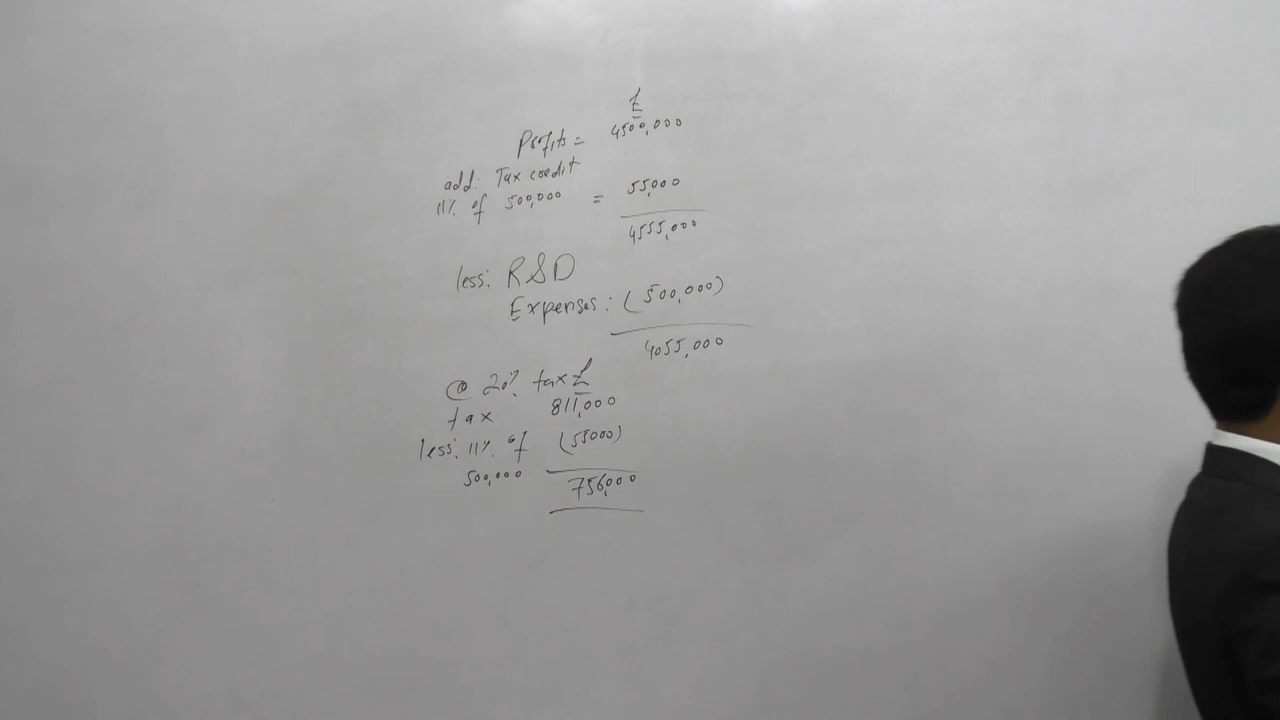 £
Profits = 4500,000
add: Tax credit
11% of 500,000 = 55,000
4555,000
less: R&D
Expenses: (500,000)
4055,000
@ 20% tax £
tax 811,000
less: 11% of (55000)
500,000
756,000